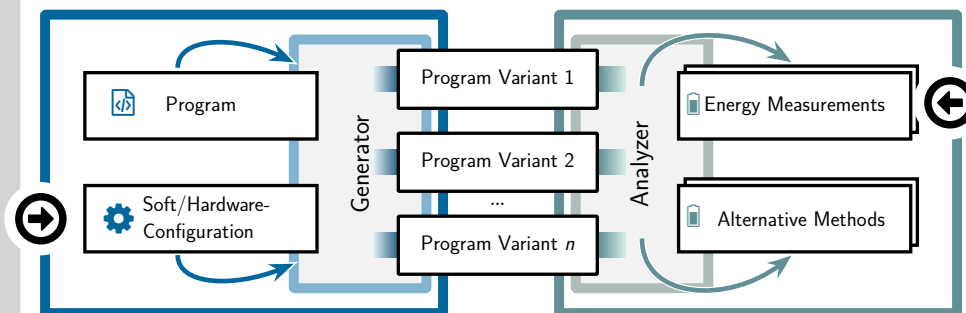 Program
Soft/Hardware-
Configuration
Generator
Program Variant 1
Program Variant 2
...
Program Variant n
Analyzer
Energy Measurements
Alternative Methods